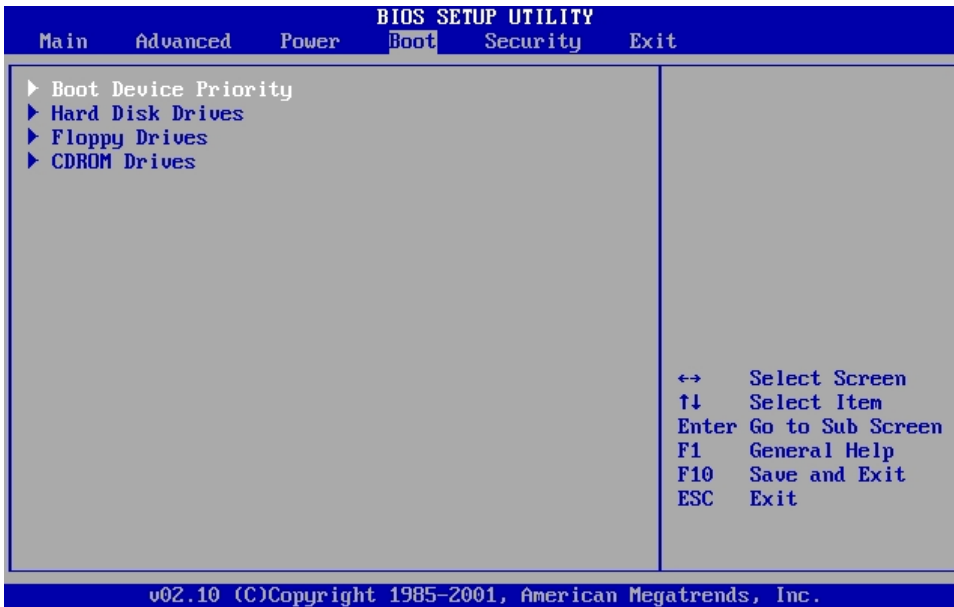 BIOS SETUP UTILITY
Main Advanced Power Boot Security Exit
Boot Device Priority
Hard Disk Drives
Floppy Drives
CDROM Drives
←→ Select Screen
↑↓ Select Item
Enter Go to Sub Screen
F1 General Help
F10 Save and Exit
ESC Exit
v02.10 (C)Copyright 1985-2001, American Megatrends, Inc.